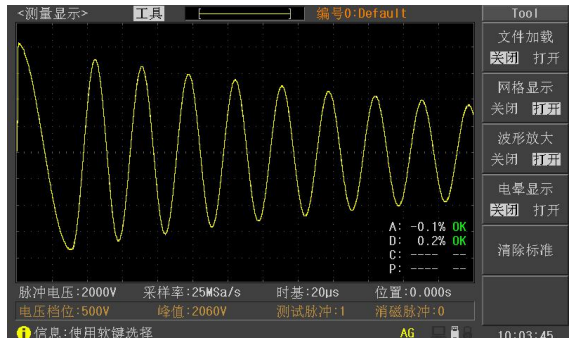 <测量显示> 工具 [ ] 编号0:Default Tool
文件加载
关闭 打开
网格显示
关闭 打开
波形放大
关闭 打开
电晕显示
关闭 打开
清除标准
A: -0.1% OK
D: 0.2% OK
C: ---- --
P: ---- --
脉冲电压:2000V 采样率:25MSa/s 时基:20μs 位置:0.000s
电压档位:500V 峰值:2060V 测试脉冲:1 消磁脉冲:0
信息:使用软键选择 AG 10:03:45